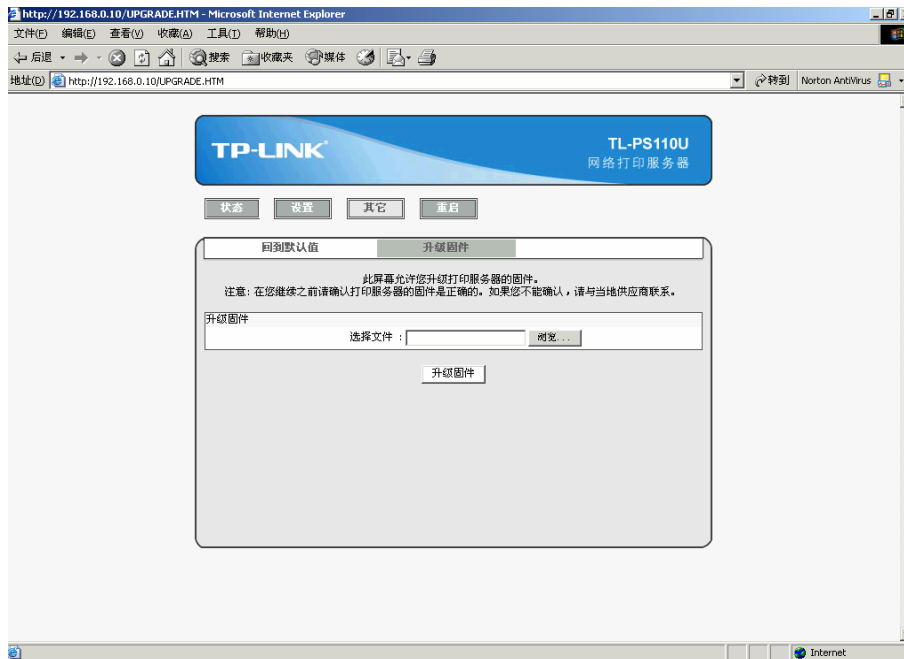 http://192.168.0.10/UPGRADE.HTM - Microsoft Internet Explorer
文件(F) 编辑(E) 查看(V) 收藏(A) 工具(T) 帮助(H)
后退 搜索 收藏夹 媒体
地址(D) http://192.168.0.10/UPGRADE.HTM 转到 Norton AntiVirus
TP-LINK
TL-PS110U
网络打印服务器
状态 设置 其它 重启
回到默认值 升级固件
此屏幕允许您升级打印服务器的固件。
注意: 在您继续之前请确认打印服务器的固件是正确的。如果您不能确认，请与当地供应商联系。
升级固件
选择文件 : 浏览...
升级固件
Internet